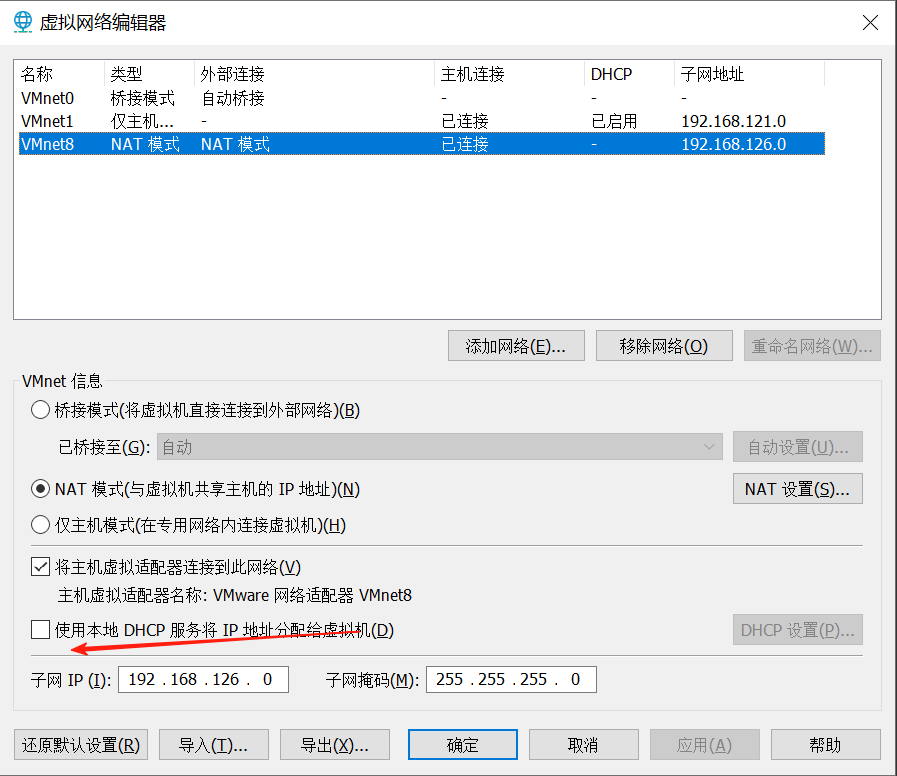 虚拟网络编辑器
名称 类型 外部连接 主机连接 DHCP 子网地址
VMnet0 桥接模式 自动桥接 - - -
VMnet1 仅主机... - 已连接 已启用 192.168.121.0
VMnet8 NAT 模式 NAT 模式 已连接 - 192.168.126.0
添加网络(E)... 移除网络(O) 重命名网络(W)...
VMnet 信息
桥接模式(将虚拟机直接连接到外部网络)(B)
已桥接至(G): 自动 自动设置(U)...
NAT 模式(与虚拟机共享主机的 IP 地址)(N) NAT 设置(S)...
仅主机模式(在专用网络内连接虚拟机)(H)
将主机虚拟适配器连接到此网络(V)
主机虚拟适配器名称: VMware 网络适配器 VMnet8
使用本地 DHCP 服务将 IP 地址分配给虚拟机(D) DHCP 设置(P)...
子网 IP (I): 192 . 168 . 126 . 0 子网掩码(M): 255 . 255 . 255 . 0
还原默认设置(R) 导入(T)... 导出(X)... 确定 取消 应用(A) 帮助